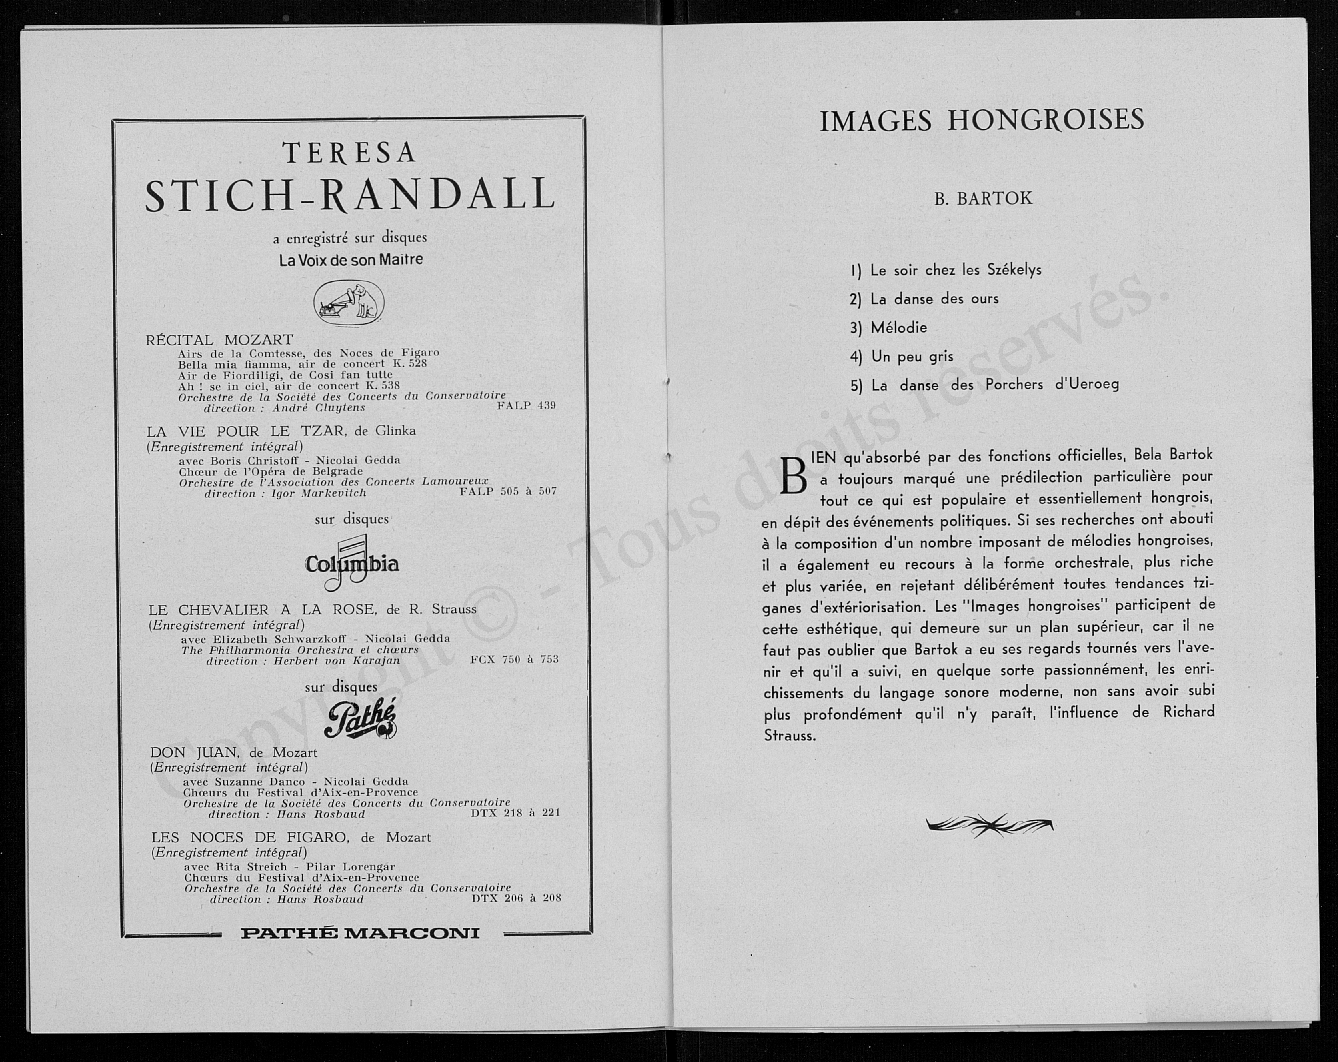 TERESA
STICH-RANDALL
a enregistré sur disques
La Voix de son Maitre
RÉCITAL MOZART
Airs de la Comtesse, des Noces de Figaro
Bella mia fiamma, air de concert K. 528
Air de Fiordiligi, de Cosi fan tutte
Ah ! se in ciel, air de concert K. 538
Orchestre de la Société des Concerts du Conservatoire
direction : André Cluytens FALP 439
LA VIE POUR LE TZAR, de Glinka
(Enregistrement intégral)
avec Boris Christoff - Nicolai Gedda
Chœur de l'Opéra de Belgrade
Orchestre de l'Association des Concerts Lamoureux
direction : Igor Markevitch FALP 505 à 507
sur disques
Columbia
LE CHEVALIER A LA ROSE, de R. Strauss
(Enregistrement intégral)
avec Elizabeth Schwarzkoff - Nicolai Gedda
The Philharmonia Orchestra et chœurs
direction : Herbert von Karajan FCX 750 à 753
sur disques
Pathé
DON JUAN, de Mozart
(Enregistrement intégral)
avec Suzanne Danco - Nicolai Gedda
Chœurs du Festival d'Aix-en-Provence
Orchestre de la Société des Concerts du Conservatoire
direction : Hans Rosbaud DTX 218 à 221
LES NOCES DE FIGARO, de Mozart
(Enregistrement intégral)
avec Rita Streich - Pilar Lorengar
Chœurs du Festival d'Aix-en-Provence
Orchestre de la Société des Concerts du Conservatoire
direction : Hans Rosbaud DTX 206 à 208
PATHÉ MARCONI
IMAGES HONGROISES
B. BARTOK
1) Le soir chez les Székelys
2) La danse des ours
3) Mélodie
4) Un peu gris
5) La danse des Porchers d'Ueroeg
BIEN qu'absorbé par des fonctions officielles, Bela Bartok
a toujours marqué une prédilection particulière pour
tout ce qui est populaire et essentiellement hongrois,
en dépit des événements politiques. Si ses recherches ont abouti
à la composition d'un nombre imposant de mélodies hongroises,
il a également eu recours à la forme orchestrale, plus riche
et plus variée, en rejetant délibérément toutes tendances tzi-
ganes d'extériorisation. Les "Images hongroises" participent de
cette esthétique, qui demeure sur un plan supérieur, car il ne
faut pas oublier que Bartok a eu ses regards tournés vers l'ave-
nir et qu'il a suivi, en quelque sorte passionnément, les enri-
chissements du langage sonore moderne, non sans avoir subi
plus profondément qu'il n'y paraît, l'influence de Richard
Strauss.
Copyright © - Tous droits réservés.